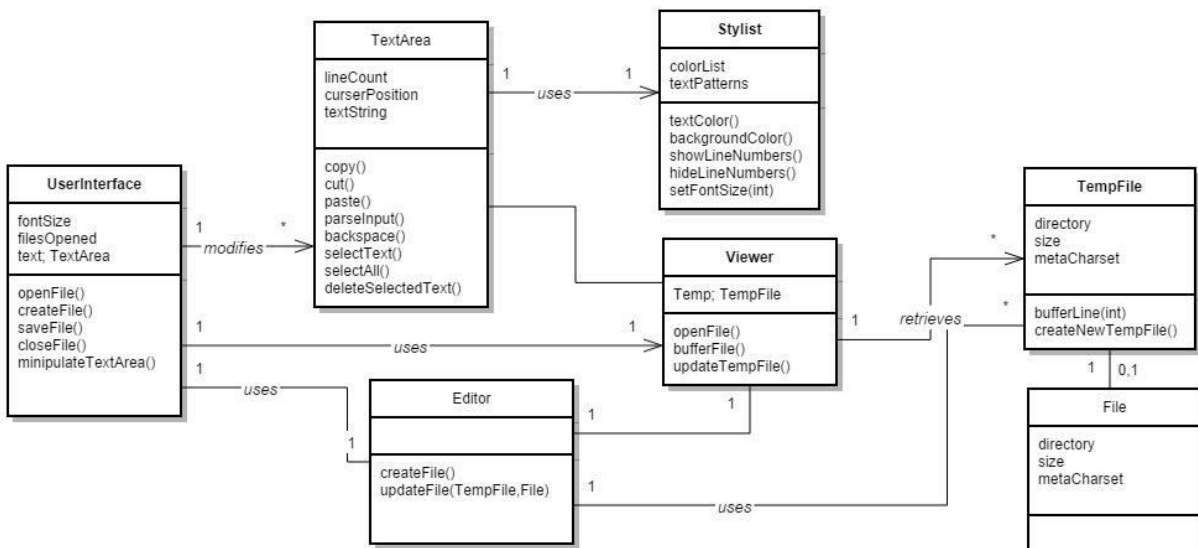 TextArea
lineCount
curserPosition
textString
copy()
cut()
paste()
parseInput()
backspace()
selectText()
selectAll()
deleteSelectedText()
1
uses
1
Stylist
colorList
textPatterns
textColor()
backgroundColor()
showLineNumbers()
hideLineNumbers()
setFontSize(int)
UserInterface
fontSize
filesOpened
text; TextArea
openFile()
createFile()
saveFile()
closeFile()
minipulateTextArea()
1
modifies
*
1
uses
1
1
uses
1
Viewer
Temp; TempFile
openFile()
bufferFile()
updateTempFile()
1
retrieves
*
*
TempFile
directory
size
metaCharset
bufferLine(int)
createNewTempFile()
1
0,1
File
directory
size
metaCharset
Editor
createFile()
updateFile(TempFile,File)
1
1
1
uses